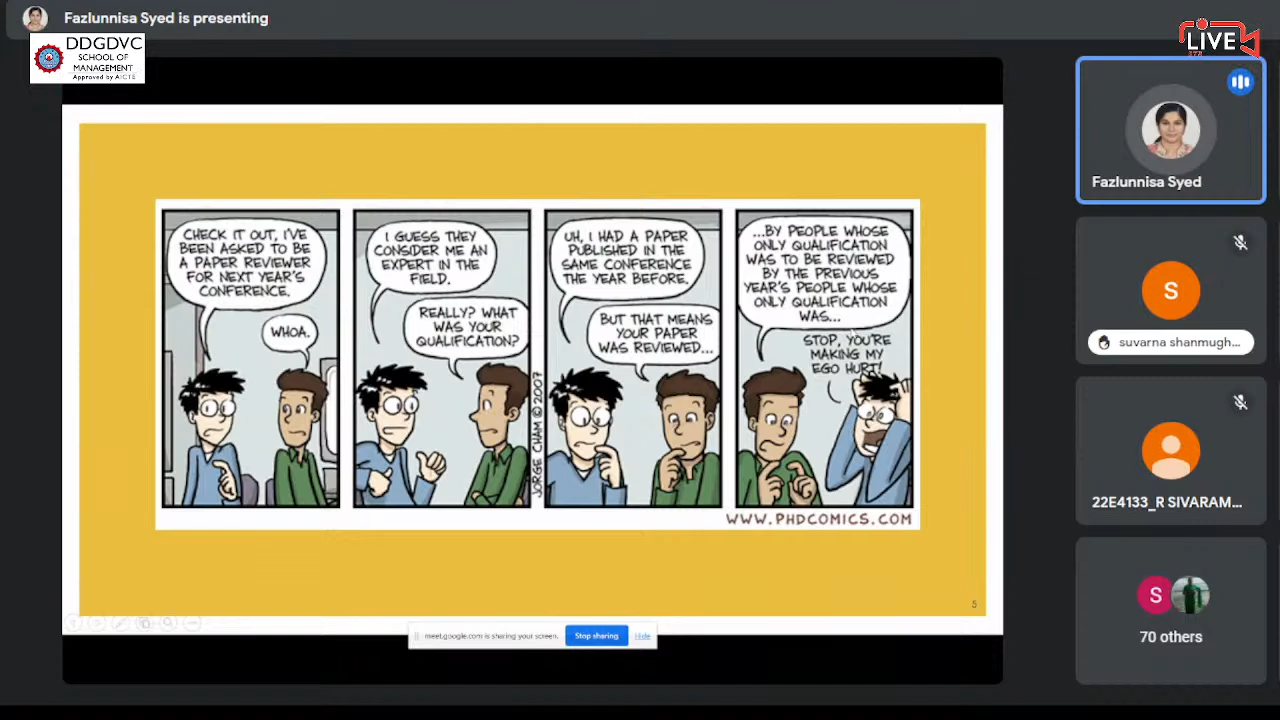 Fazlunnisa Syed is presenting
DDGDVC
SCHOOL OF
MANAGEMENT
Approved by AICTE
LIVE
CHECK IT OUT, I'VE
BEEN ASKED TO BE
A PAPER REVIEWER
FOR NEXT YEAR'S
CONFERENCE.
WHOA.
I GUESS THEY
CONSIDER ME AN
EXPERT IN THE
FIELD.
REALLY? WHAT
WAS YOUR
QUALIFICATION?
JORGE CHAM © 2007
UH, I HAD A PAPER
PUBLISHED IN THE
SAME CONFERENCE
THE YEAR BEFORE.
BUT THAT MEANS
YOUR PAPER
WAS REVIEWED...
...BY PEOPLE WHOSE
ONLY QUALIFICATION
WAS TO BE REVIEWED
BY THE PREVIOUS
YEAR'S PEOPLE WHOSE
ONLY QUALIFICATION
WAS...
STOP, YOU'RE
MAKING MY
EGO HURT!
WWW.PHDCOMICS.COM
5
meet.google.com is sharing your screen.
Stop sharing
Hide
Fazlunnisa Syed
S
suvarna shanmugh...
22E4133_R SIVARAM...
S
70 others